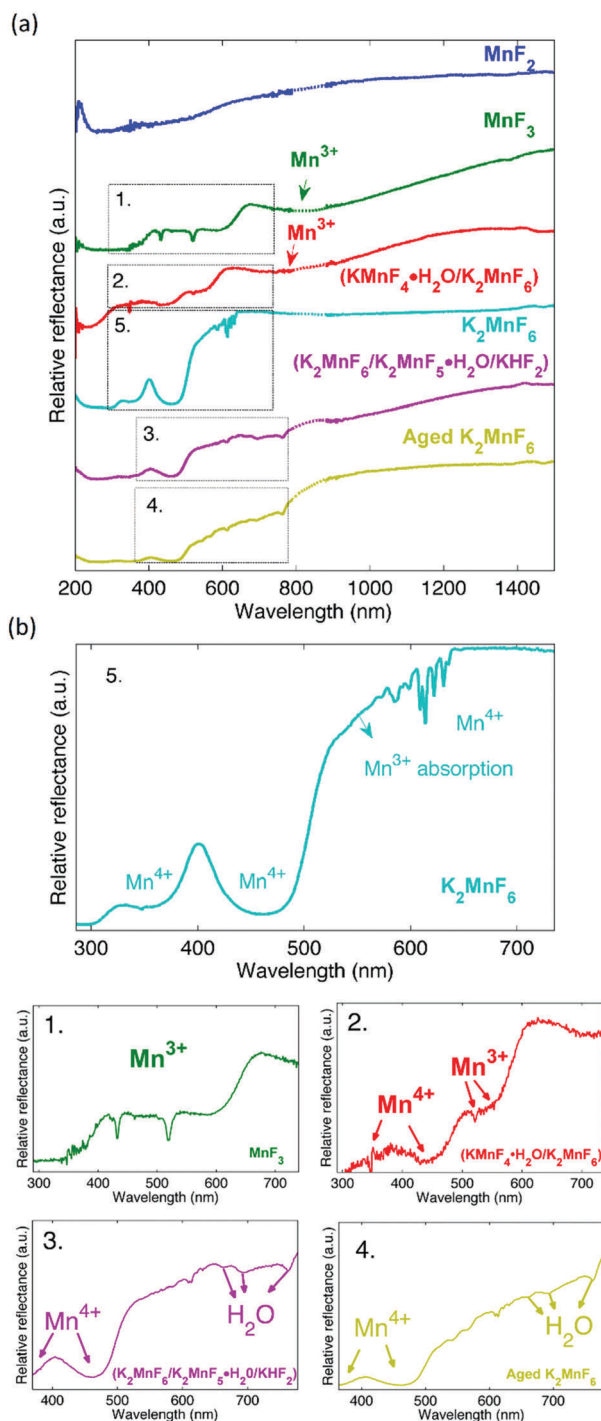 (a)
MnF2
MnF3
Mn3+
1.
Mn3+
2.
(KMnF4•H2O/K2MnF6)
5.
K2MnF6
(K2MnF6/K2MnF5•H2O/KHF2)
3.
Aged K2MnF6
4.
Relative reflectance (a.u.)
200 400 600 800 1000 1200 1400
Wavelength (nm)
(b)
5.
Mn4+
Mn3+ absorption
Mn4+ Mn4+
K2MnF6
Relative reflectance (a.u.)
300 400 500 600 700
Wavelength (nm)
1.
Mn3+
MnF3
Relative reflectance (a.u.)
300 400 500 600 700
Wavelength (nm)
2.
Mn3+
Mn4+
(KMnF4•H2O/K2MnF6)
Relative reflectance (a.u.)
300 400 500 600 700
Wavelength (nm)
3.
Mn4+
H2O
(K2MnF6/K2MnF5•H20/KHF2)
Relative reflectance (a.u.)
400 500 600 700
Wavelength (nm)
4.
Mn4+
H2O
Aged K2MnF6
Relative reflectance (a.u.)
400 500 600 700
Wavelength (nm)